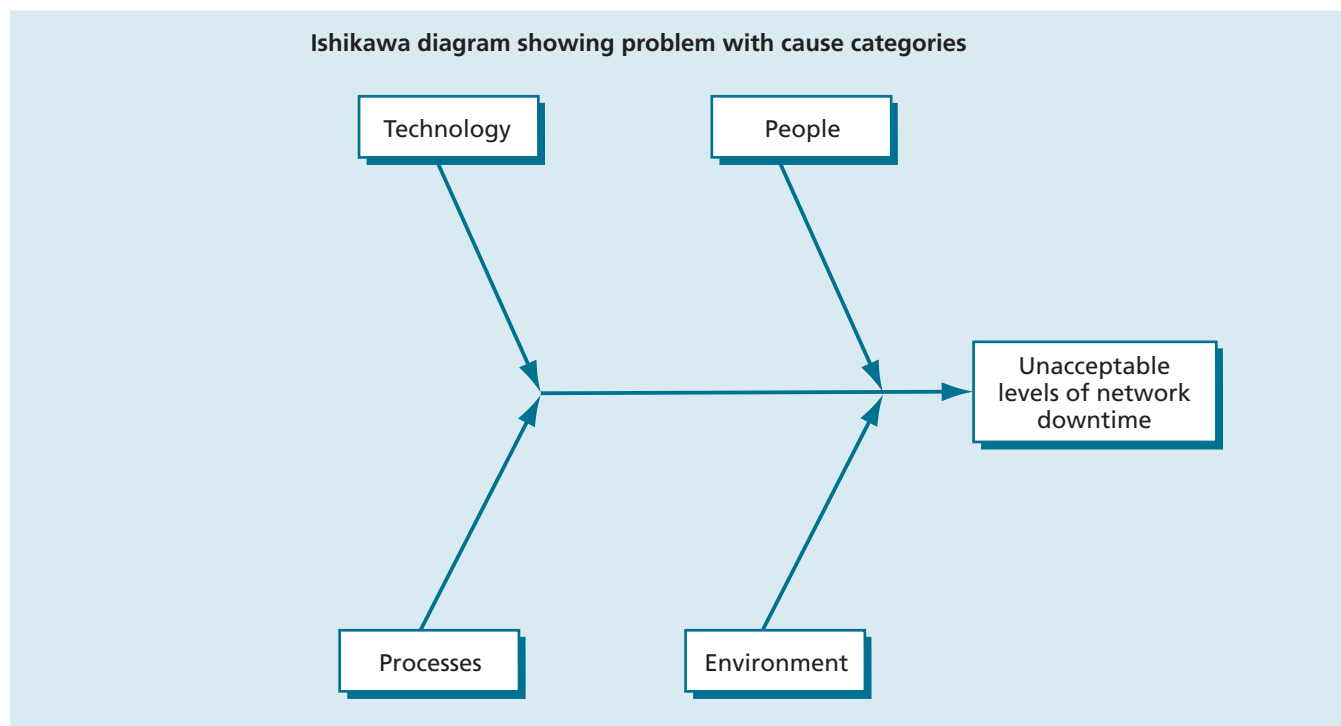 Ishikawa diagram showing problem with cause categories
Technology
People
Unacceptable
levels of network
downtime
Processes
Environment